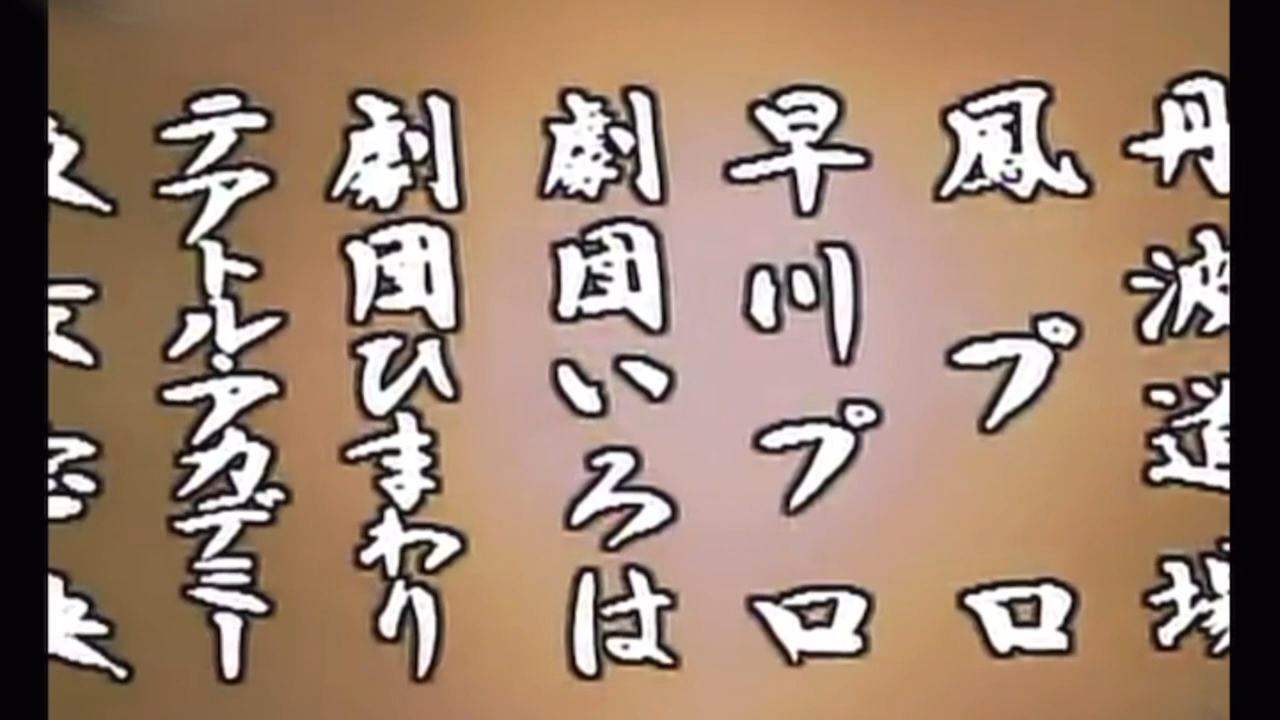 丹波道場
鳳プロ
早川プロ
劇団いろは
劇団ひまわり
テアトル・アカデミー